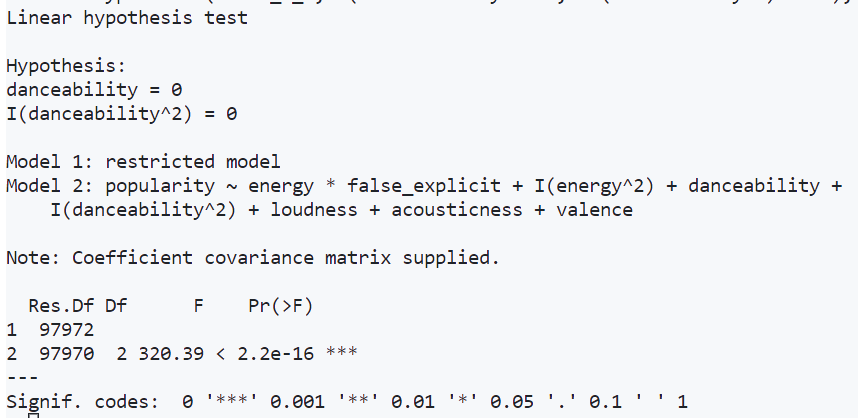 Linear hypothesis test
Hypothesis:
danceability = 0
I(danceability^2) = 0
Model 1: restricted model
Model 2: popularity ~ energy * false_explicit + I(energy^2) + danceability +
    I(danceability^2) + loudness + acousticness + valence
Note: Coefficient covariance matrix supplied.
  Res.Df Df      F    Pr(>F)
1  97972
2  97970  2 320.39 < 2.2e-16 ***
---
Signif. codes:  0 '***' 0.001 '**' 0.01 '*' 0.05 '.' 0.1 ' ' 1